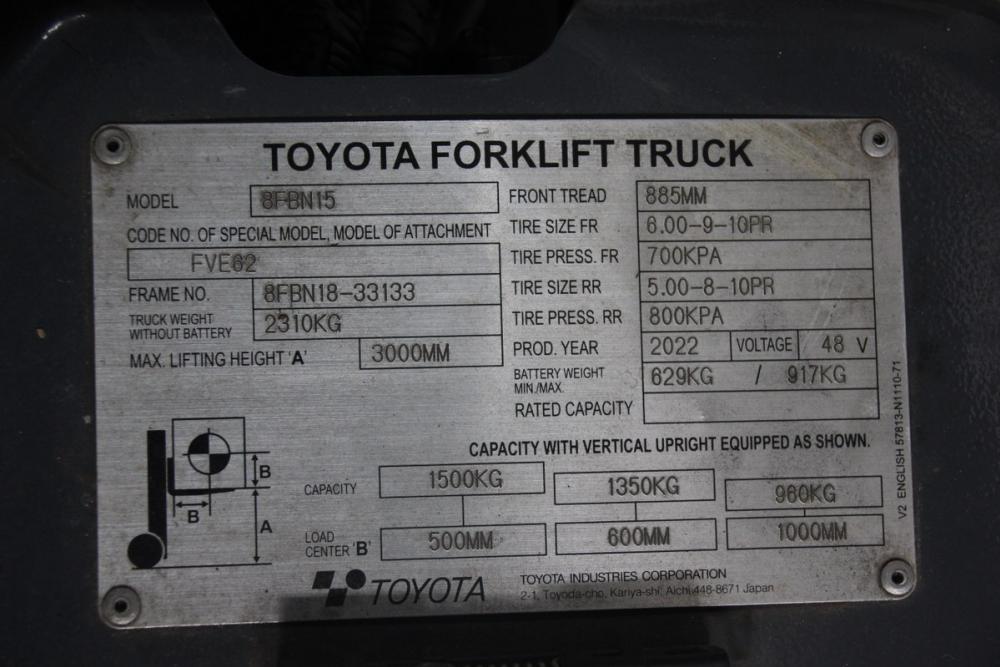 TOYOTA FORKLIFT TRUCK
MODEL 8FBN15
CODE NO. OF SPECIAL MODEL, MODEL OF ATTACHMENT
FVE62
FRAME NO. 8FBN18-33133
TRUCK WEIGHT WITHOUT BATTERY 2310KG
MAX. LIFTING HEIGHT 'A' 3000MM
FRONT TREAD 885MM
TIRE SIZE FR 6.00-9-10PR
TIRE PRESS. FR 700KPA
TIRE SIZE RR 5.00-8-10PR
TIRE PRESS. RR 800KPA
PROD. YEAR 2022 VOLTAGE 48 V
BATTERY WEIGHT MIN./MAX. 629KG / 917KG
RATED CAPACITY
CAPACITY WITH VERTICAL UPRIGHT EQUIPPED AS SHOWN.
B
B
A
CAPACITY 1500KG 1350KG 960KG
LOAD CENTER 'B' 500MM 600MM 1000MM
TOYOTA
TOYOTA INDUSTRIES CORPORATION
2-1, Toyoda-cho, Kariya-shi, Aichi 448-8671 Japan
V2 ENGLISH 57813-N1110-71